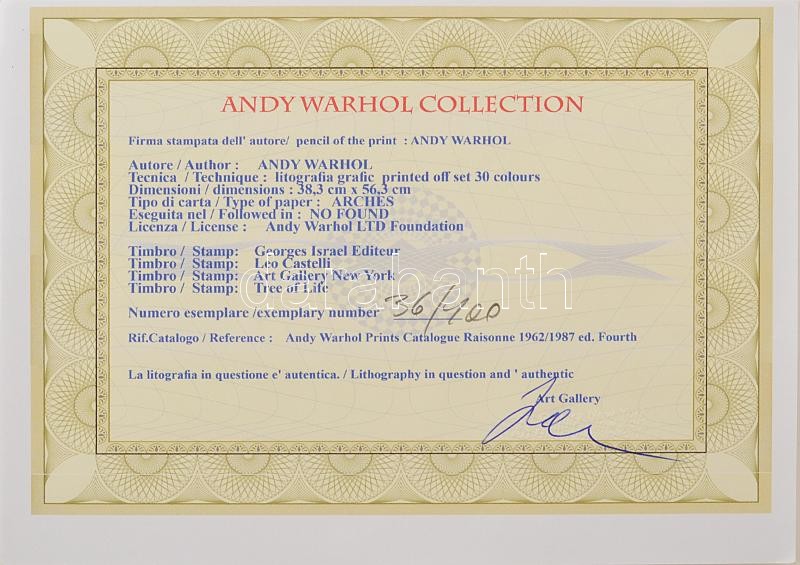 ANDY WARHOL COLLECTION
Firma stampata dell' autore/ pencil of the print : ANDY WARHOL
Autore / Author : ANDY WARHOL
Tecnica / Technique : litografia grafic printed off set 30 colours
Dimensioni / dimensions : 38,3 cm x 56,3 cm
Tipo di carta / Type of paper : ARCHES
Eseguita nel / Followed in : NO FOUND
Licenza / License : Andy Warhol LTD Foundation
Timbro / Stamp: Georges Israel Editeur
Timbro / Stamp: Leo Castelli
Timbro / Stamp: Art Gallery New York
Timbro / Stamp: Tree of Life
darabanth
Numero esemplare /exemplary number 36/100
Rif.Catalogo / Reference : Andy Warhol Prints Catalogue Raisonne 1962/1987 ed. Fourth
La litografia in questione e' autentica. / Lithography in question and ' authentic
Art Gallery